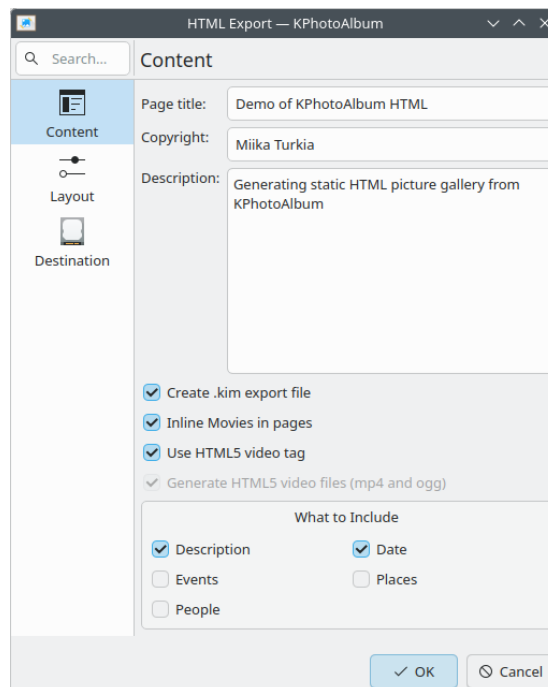 HTML Export — KPhotoAlbum
Search...
Content
Content
Layout
Destination
Page title: Demo of KPhotoAlbum HTML
Copyright: Miika Turkia
Description: Generating static HTML picture gallery from
KPhotoAlbum
Create .kim export file
Inline Movies in pages
Use HTML5 video tag
Generate HTML5 video files (mp4 and ogg)
What to Include
Description Date
Events Places
People
OK Cancel